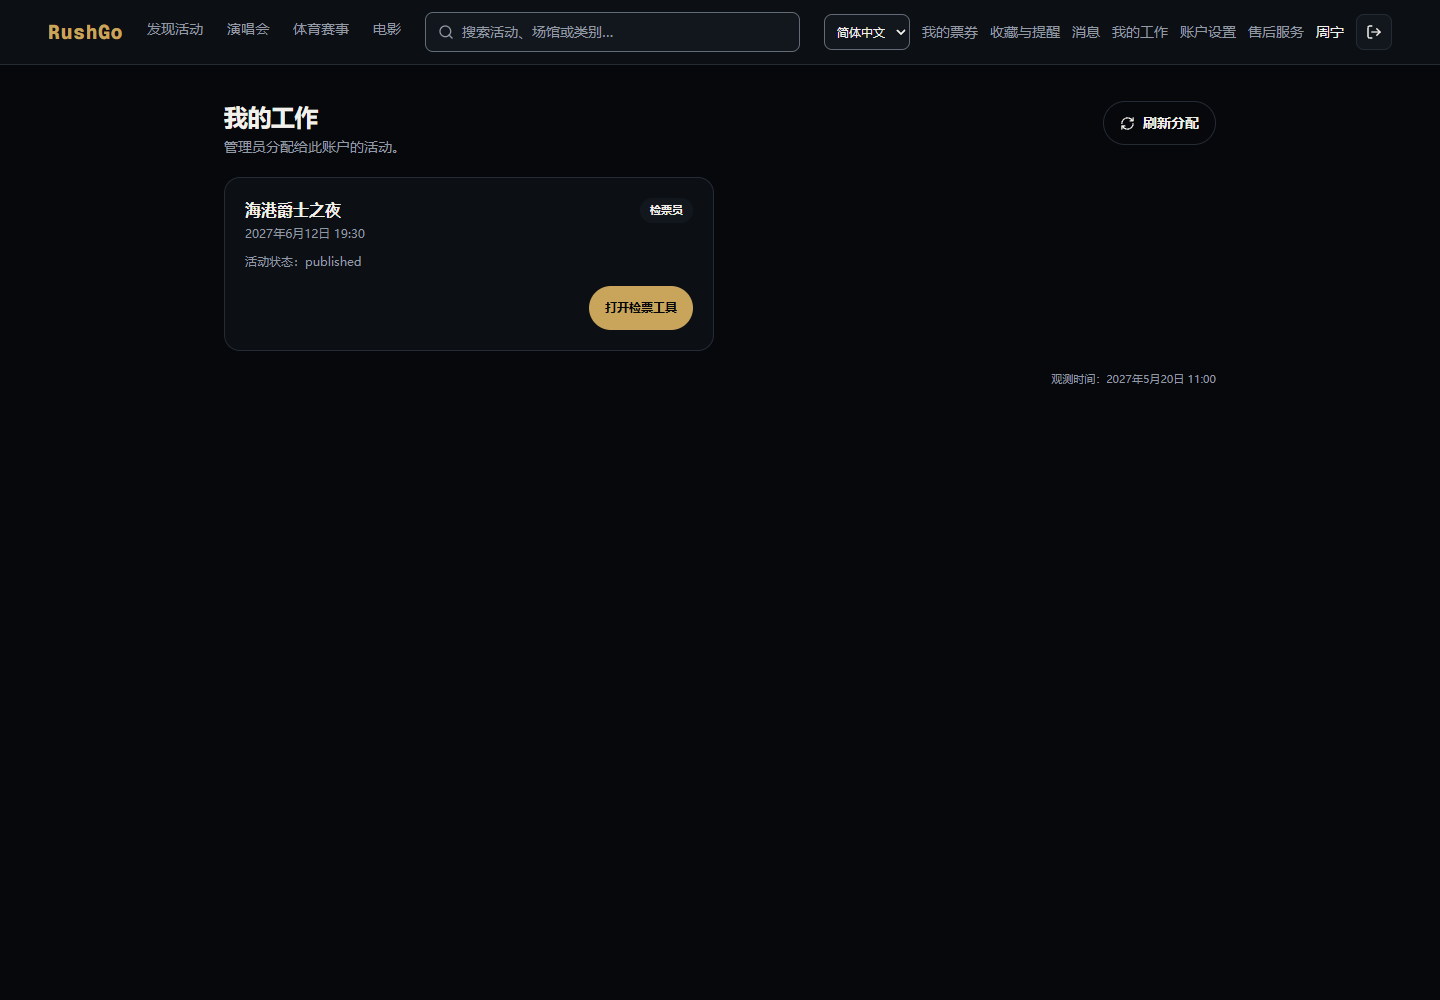 RushGo 发现活动 演唱会 体育赛事 电影 搜索活动、场馆或类别... 简体中文 我的票券 收藏与提醒 消息 我的工作 账户设置 售后服务 周宁
我的工作
刷新分配
管理员分配给此账户的活动。
海港爵士之夜
检票员
2027年6月12日 19:30
活动状态：published
打开检票工具
观测时间：2027年5月20日 11:00